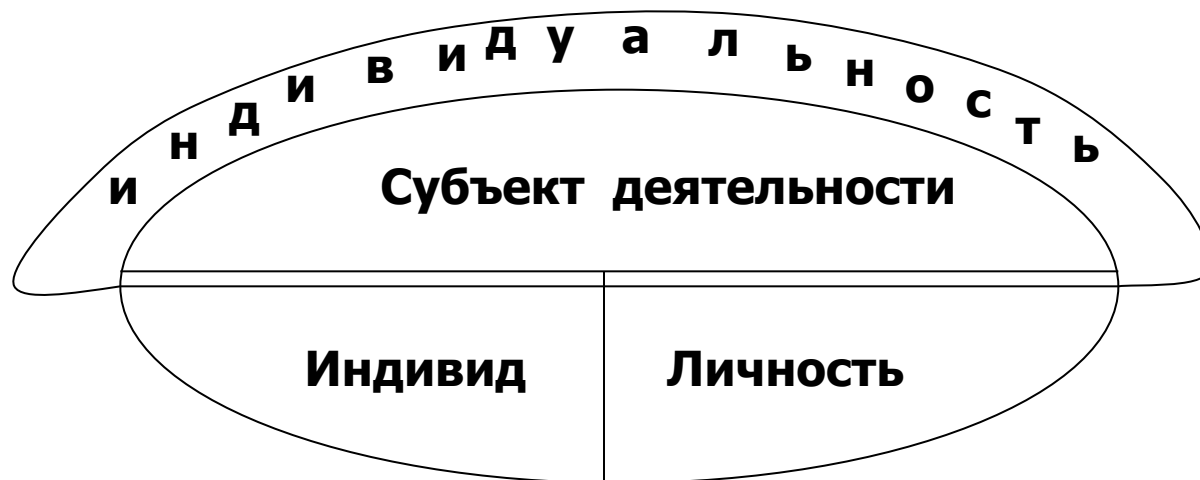 индивидуальность
Субъект деятельности
Индивид Личность